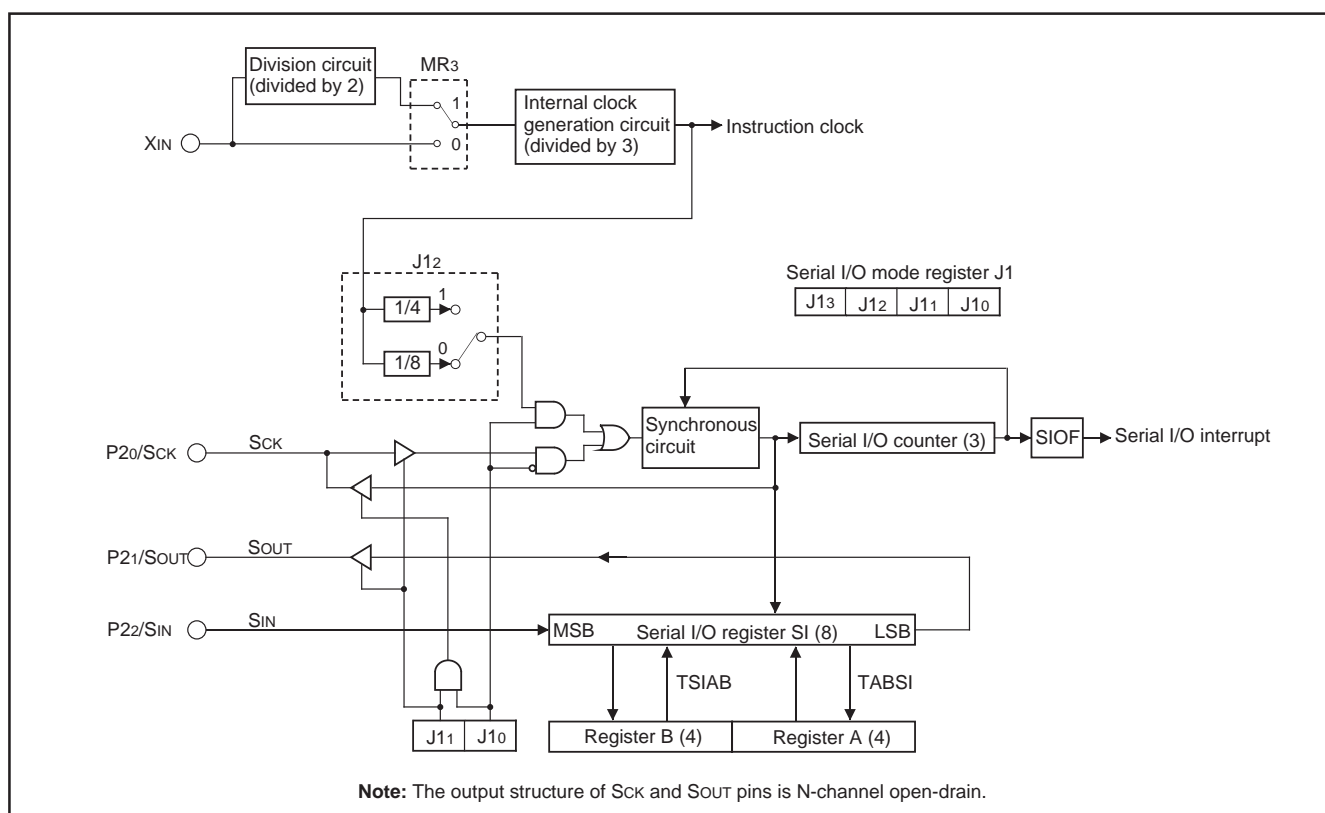 Division circuit
(divided by 2)
MR3
1
0
XIN
Internal clock
generation circuit
(divided by 3)
Instruction clock
J12
1/4
1
1/8
0
Serial I/O mode register J1
J13 J12 J11 J10
P20/SCK
SCK
Synchronous
circuit
Serial I/O counter (3)
SIOF
Serial I/O interrupt
P21/SOUT
SOUT
P22/SIN
SIN
MSB Serial I/O register SI (8) LSB
TSIAB
TABSI
J11 J10
Register B (4)
Register A (4)
Note: The output structure of SCK and SOUT pins is N-channel open-drain.